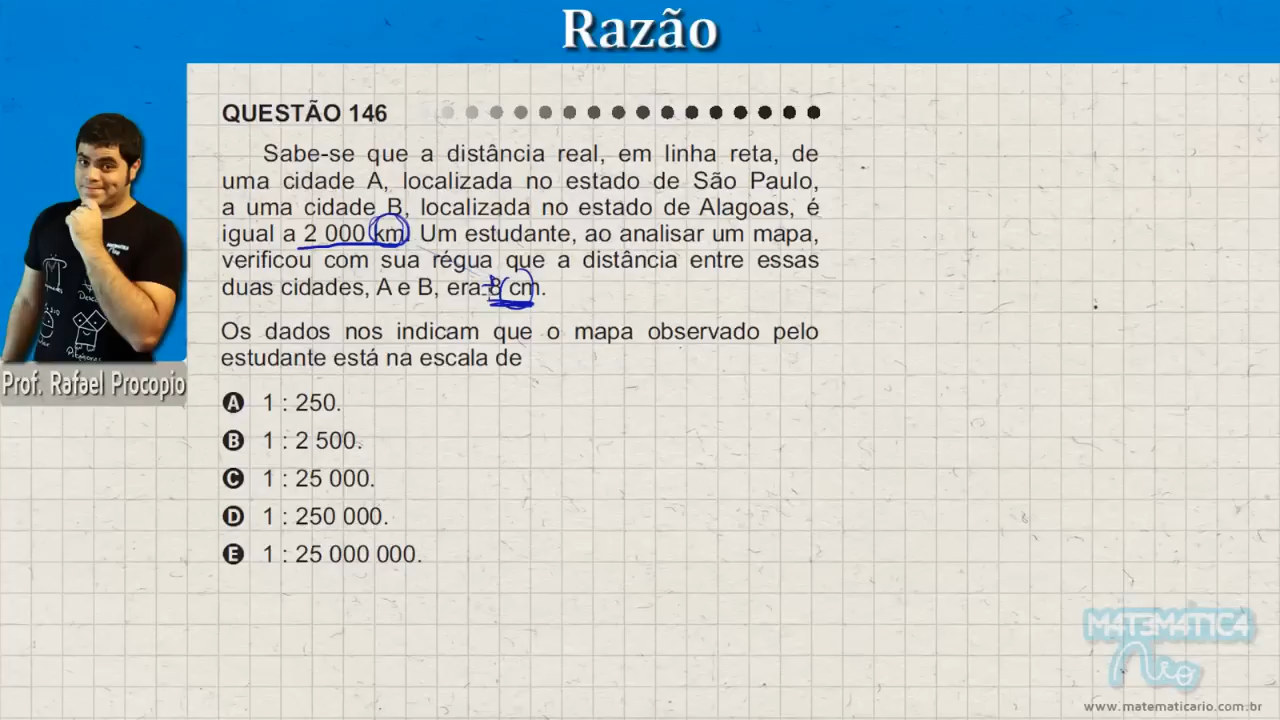 Razão
QUESTÃO 146
Sabe-se que a distância real, em linha reta, de
uma cidade A, localizada no estado de São Paulo,
a uma cidade B, localizada no estado de Alagoas, é
igual a 2 000 km. Um estudante, ao analisar um mapa,
verificou com sua régua que a distância entre essas
duas cidades, A e B, era 8 cm.
Os dados nos indicam que o mapa observado pelo
estudante está na escala de
A 1 : 250.
B 1 : 2 500.
C 1 : 25 000.
D 1 : 250 000.
E 1 : 25 000 000.
Prof. Rafael Procopio
MAT3MÁT1C4
Rio
www.matematicario.com.br